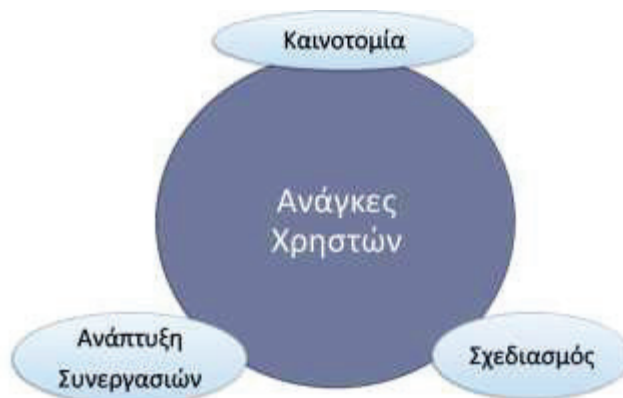 Καινοτομία
Ανάγκες
Χρηστών
Ανάπτυξη
Συνεργασιών
Σχεδιασμός